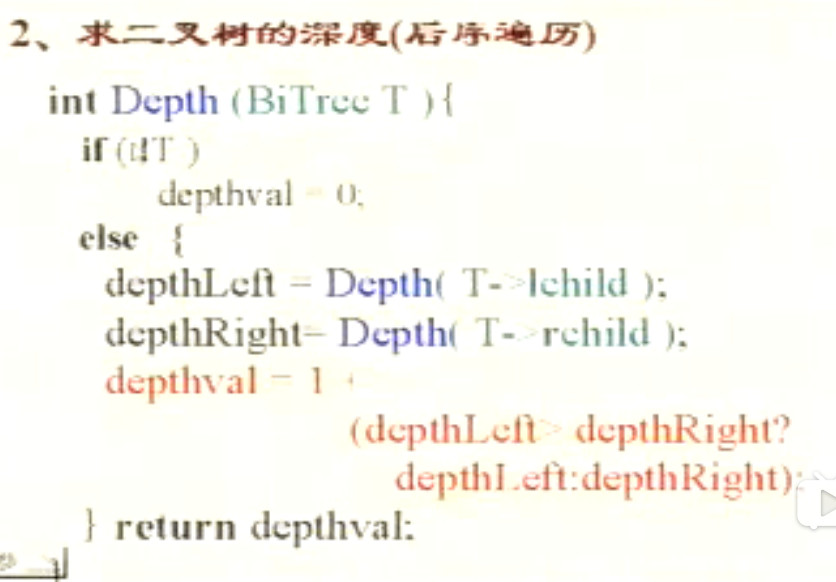 2、求二叉树的深度(后序遍历)
int Depth (BiTree T ){
if (!T )
depthval = 0;
else {
depthLeft = Depth( T->lchild );
depthRight= Depth( T->rchild );
depthval = 1 +
(depthLeft> depthRight?
depthLeft:depthRight);
} return depthval;